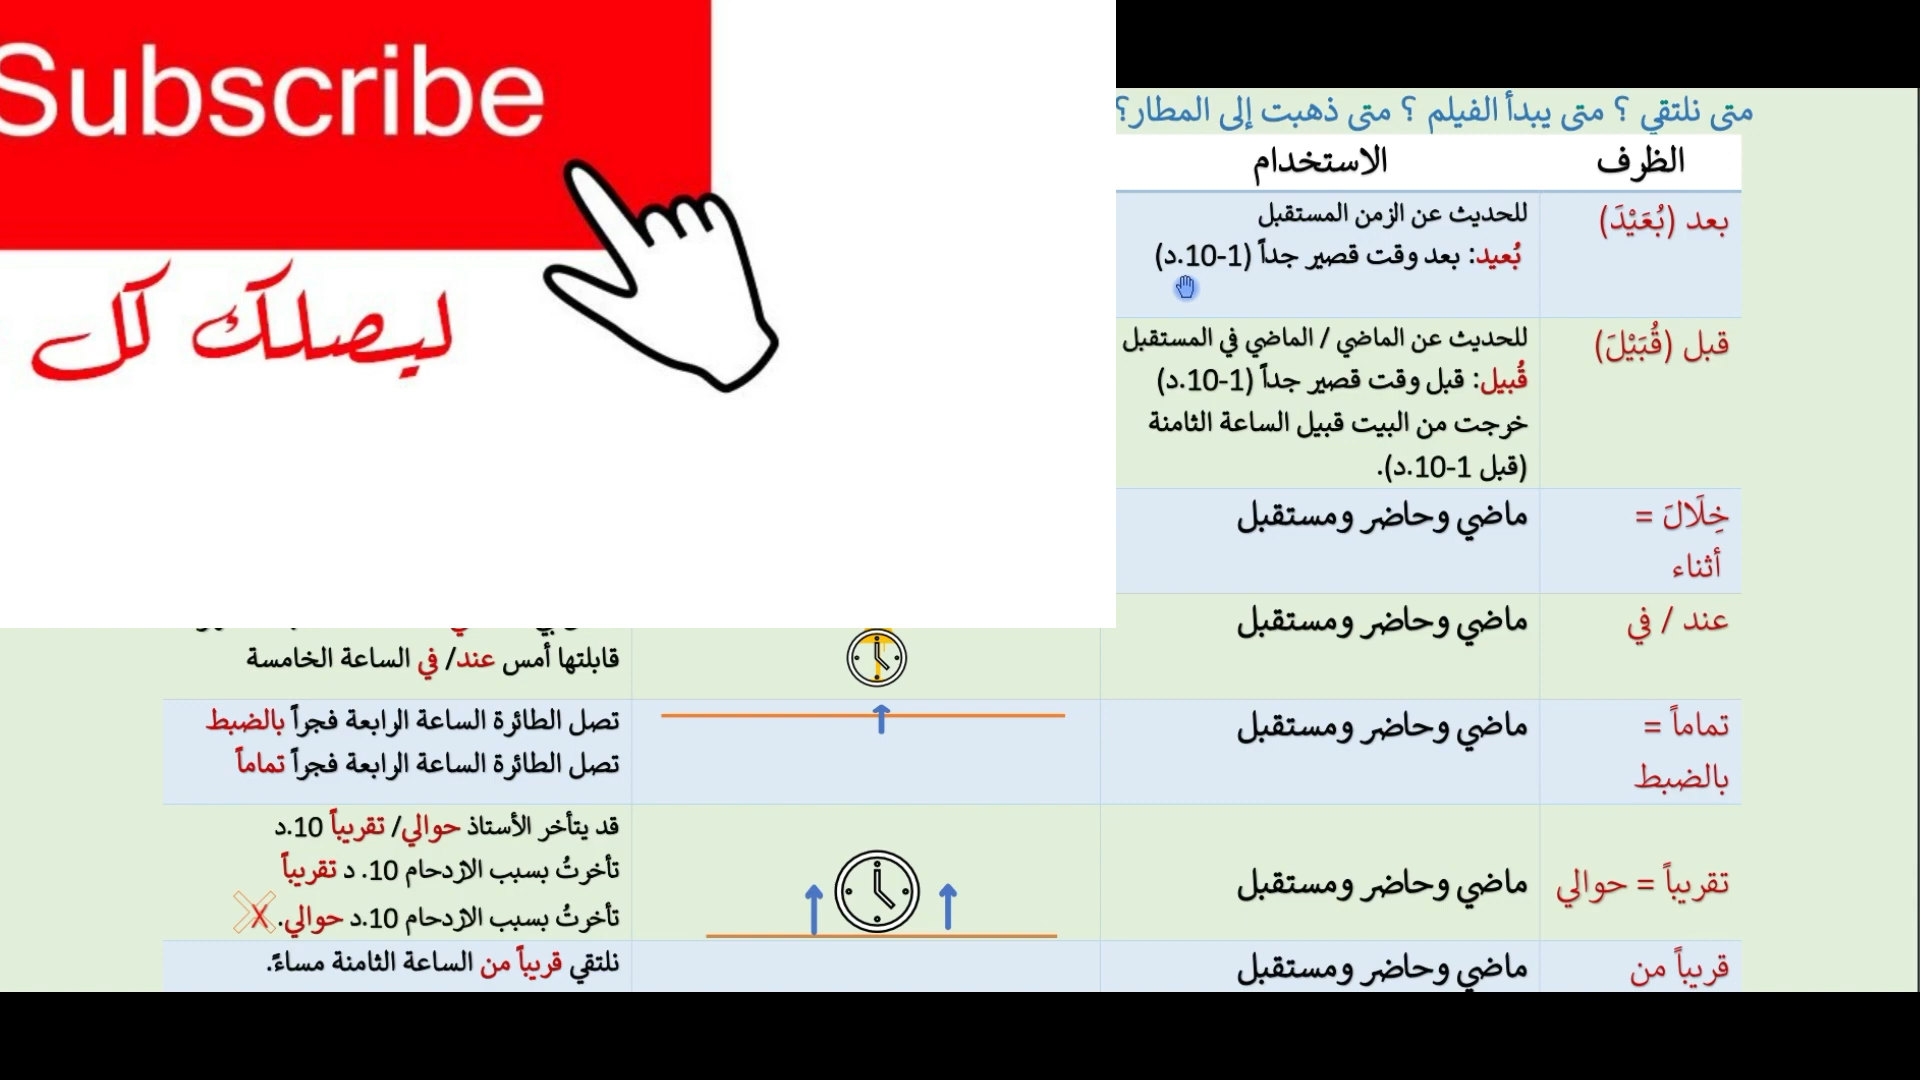 Subscribe
ليصلك كل
متى نلتقي ؟ متى يبدأ الفيلم ؟ متى ذهبت إلى المطار؟
الظرف
الاستخدام
بعد (بُعَيْدَ)
للحديث عن الزمن المستقبل
بُعيد: بعد وقت قصير جداً (1-10.د)
قبل (قُبَيْلَ)
للحديث عن الماضي / الماضي في المستقبل
قُبيل: قبل وقت قصير جداً (1-10.د)
خرجت من البيت قبيل الساعة الثامنة
(قبل 1-10.د).
خِلَالَ =
أثناء
ماضي وحاضر ومستقبل
عند / في
ماضي وحاضر ومستقبل
قابلتها أمس عند/ في الساعة الخامسة
تماماً =
بالضبط
ماضي وحاضر ومستقبل
تصل الطائرة الساعة الرابعة فجراً بالضبط
تصل الطائرة الساعة الرابعة فجراً تماماً
تقريباً = حوالي
ماضي وحاضر ومستقبل
قد يتأخر الأستاذ حوالي/ تقريباً 10.د
تأخرتُ بسبب الازدحام 10. د تقريباً
تأخرتُ بسبب الازدحام 10.د حوالي. X
قريباً من
ماضي وحاضر ومستقبل
نلتقي قريباً من الساعة الثامنة مساءً.